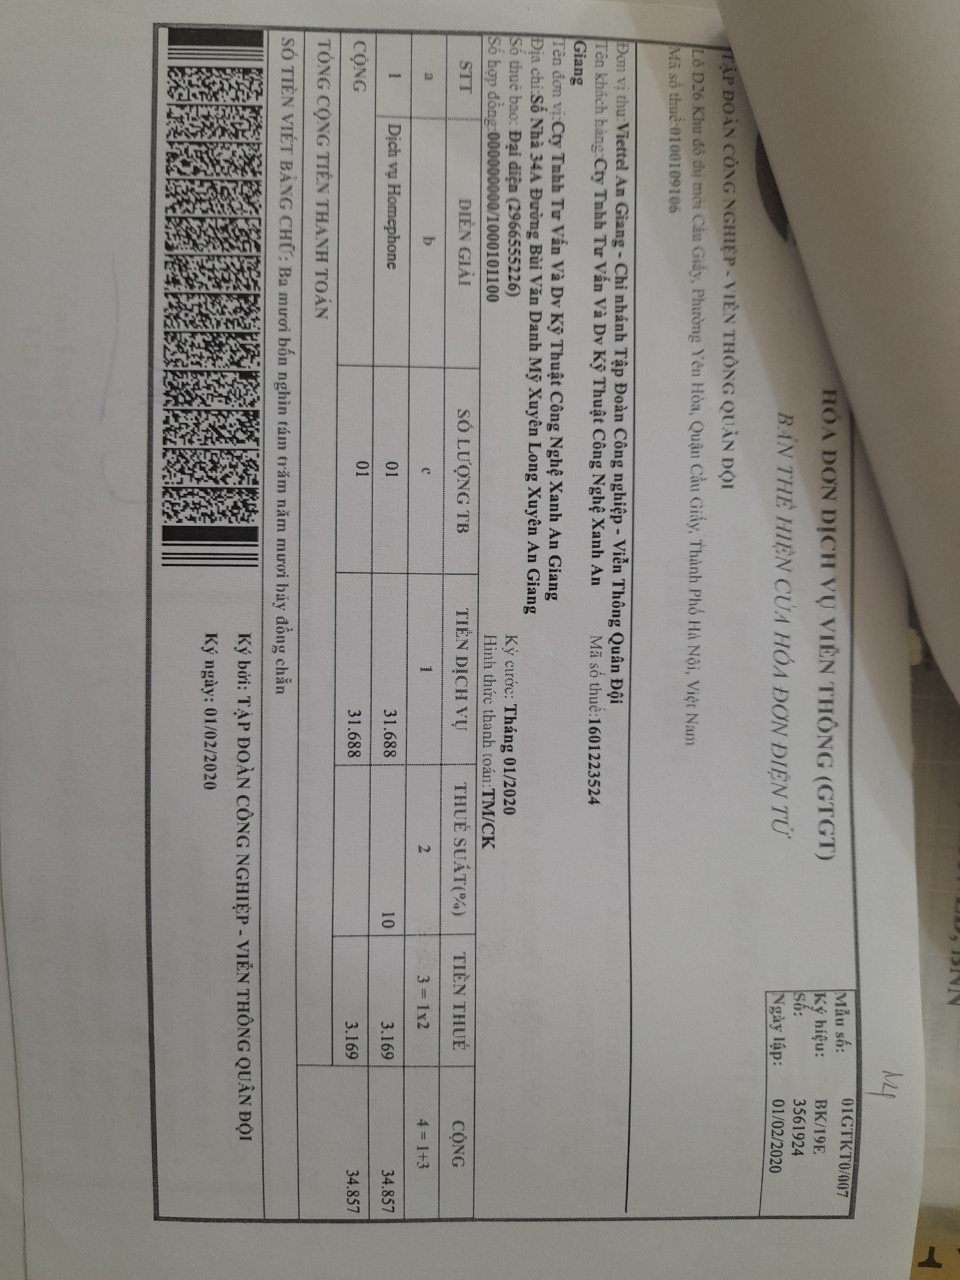 BNN
HÓA ĐƠN DỊCH VỤ VIỄN THÔNG (GTGT)
BẢN THỂ HIỆN CỦA HÓA ĐƠN ĐIỆN TỬ
Mẫu số: 01GTKT0/007
Ký hiệu: BK/19E
Số: 3561924
Ngày lập: 01/02/2020
TẬP ĐOÀN CÔNG NGHIỆP - VIỄN THÔNG QUÂN ĐỘI
Lô D26 Khu đô thị mới Cầu Giấy, Phường Yên Hòa, Quận Cầu Giấy, Thành Phố Hà Nội, Việt Nam
Mã số thuế:0100109106
Đơn vị thu:Viettel An Giang - Chi nhánh Tập Đoàn Công nghiệp - Viễn Thông Quân Đội
Tên khách hàng:Cty Tnhh Tư Vấn Và Dv Kỹ Thuật Công Nghệ Xanh An Giang Mã số thuế:1601223524
Tên đơn vị:Cty Tnhh Tư Vấn Và Dv Kỹ Thuật Công Nghệ Xanh An Giang
Địa chỉ:Số Nhà 34A Đường Bùi Văn Danh Mỹ Xuyên Long Xuyên An Giang
Số thuê bao: Đại diện (2966555226) Kỳ cước: Tháng 01/2020
Số hợp đồng:000000000/1000101100 Hình thức thanh toán:TM/CK
STT DIỄN GIẢI SỐ LƯỢNG TB TIỀN DỊCH VỤ THUẾ SUẤT(%) TIỀN THUẾ CỘNG
a b c 1 2 3 = 1x2 4 = 1+3
1 Dịch vụ Homephone 01 31.688 10 3.169 34.857
CỘNG 01 31.688 3.169 34.857
TỔNG CỘNG TIỀN THANH TOÁN
SỐ TIỀN VIẾT BẰNG CHỮ: Ba mươi bốn nghìn tám trăm năm mươi bảy đồng chẵn
Ký bởi: TẬP ĐOÀN CÔNG NGHIỆP - VIỄN THÔNG QUÂN ĐỘI
Ký ngày: 01/02/2020